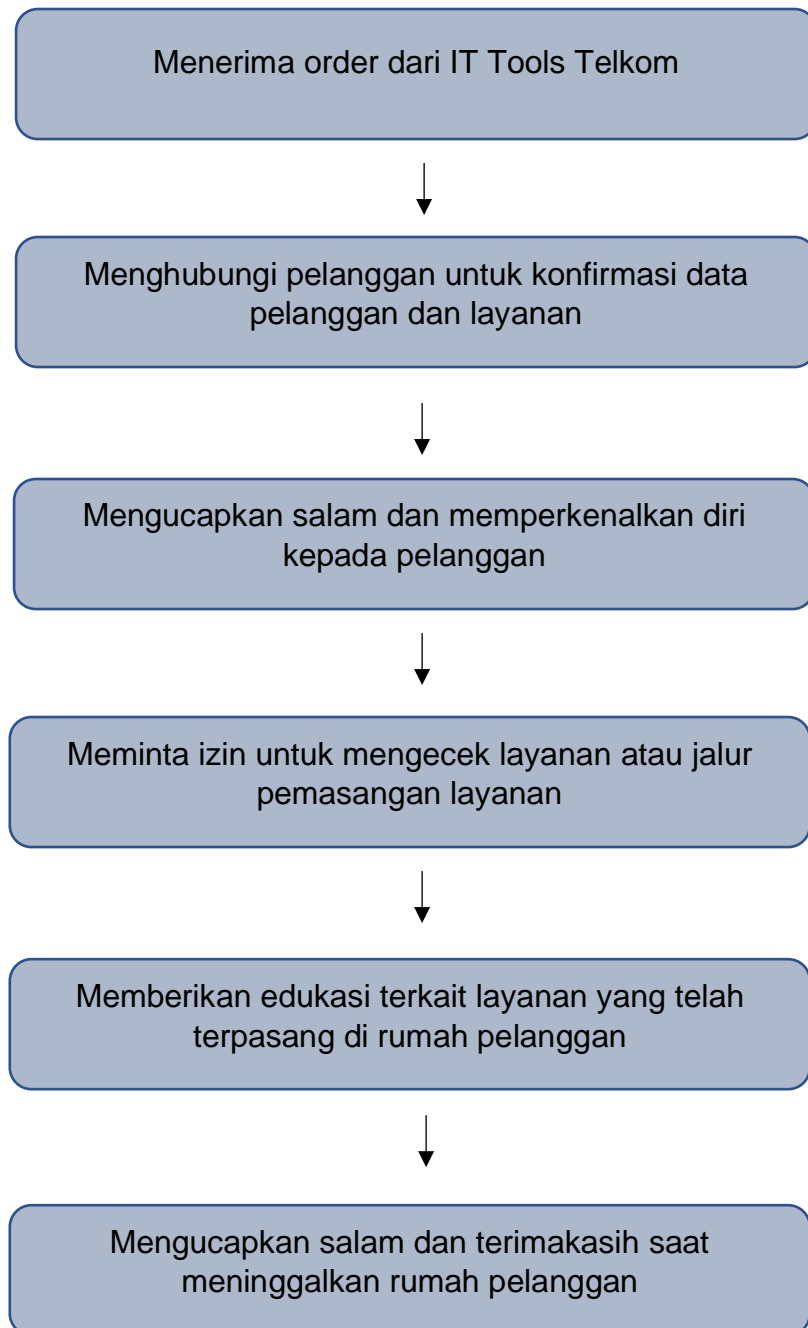 Menerima order dari IT Tools Telkom
Menghubungi pelanggan untuk konfirmasi data
pelanggan dan layanan
Mengucapkan salam dan memperkenalkan diri
kepada pelanggan
Meminta izin untuk mengecek layanan atau jalur
pemasangan layanan
Memberikan edukasi terkait layanan yang telah
terpasang di rumah pelanggan
Mengucapkan salam dan terimakasih saat
meninggalkan rumah pelanggan